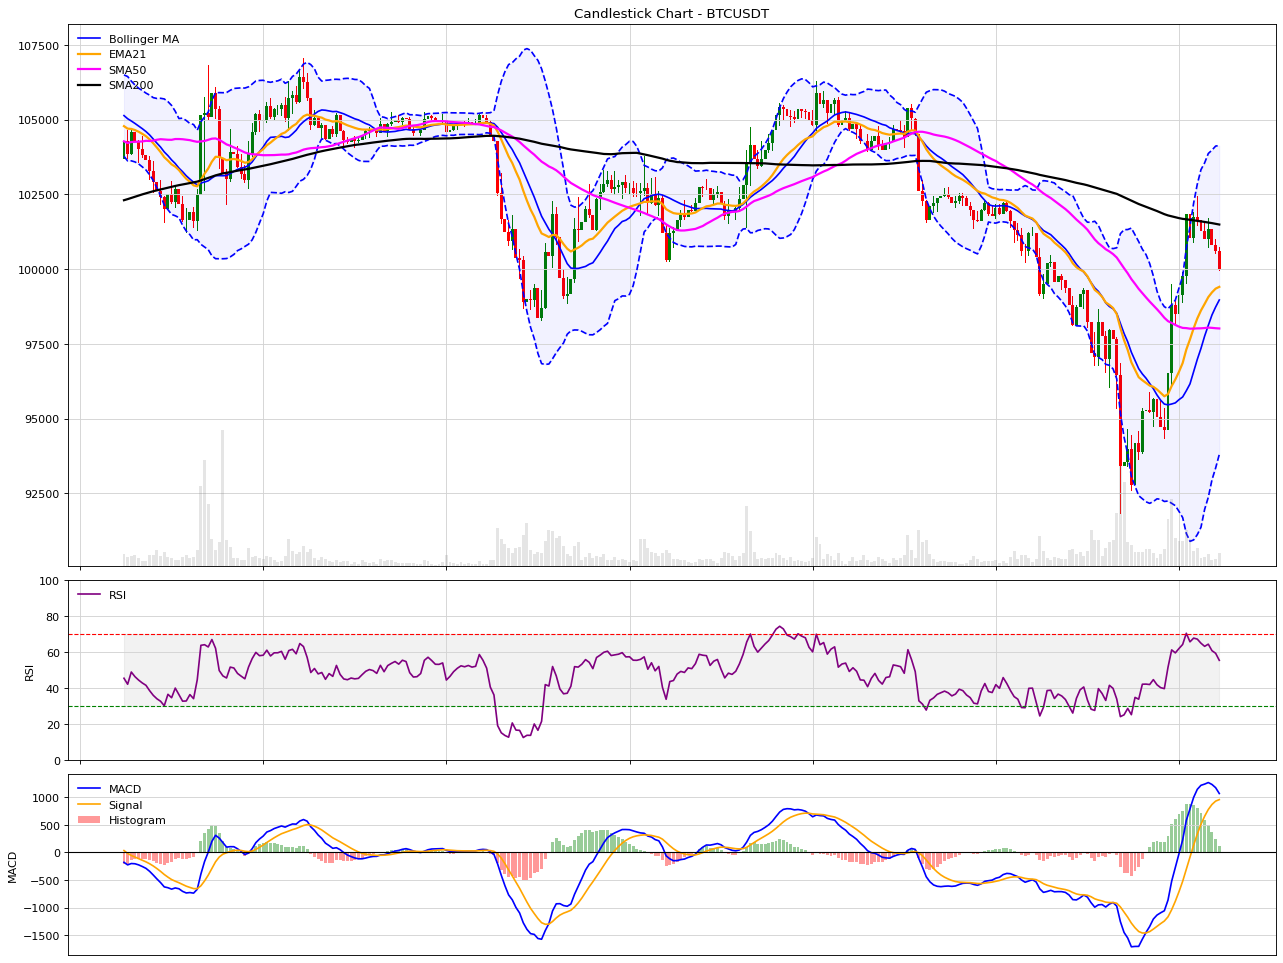 Candlestick Chart - BTCUSDT
Bollinger MA
EMA21
SMA50
SMA200
107500
105000
102500
100000
97500
95000
92500
RSI
100
80
60
40
20
0
RSI
MACD
Signal
Histogram
1000
500
0
−500
−1000
−1500
MACD